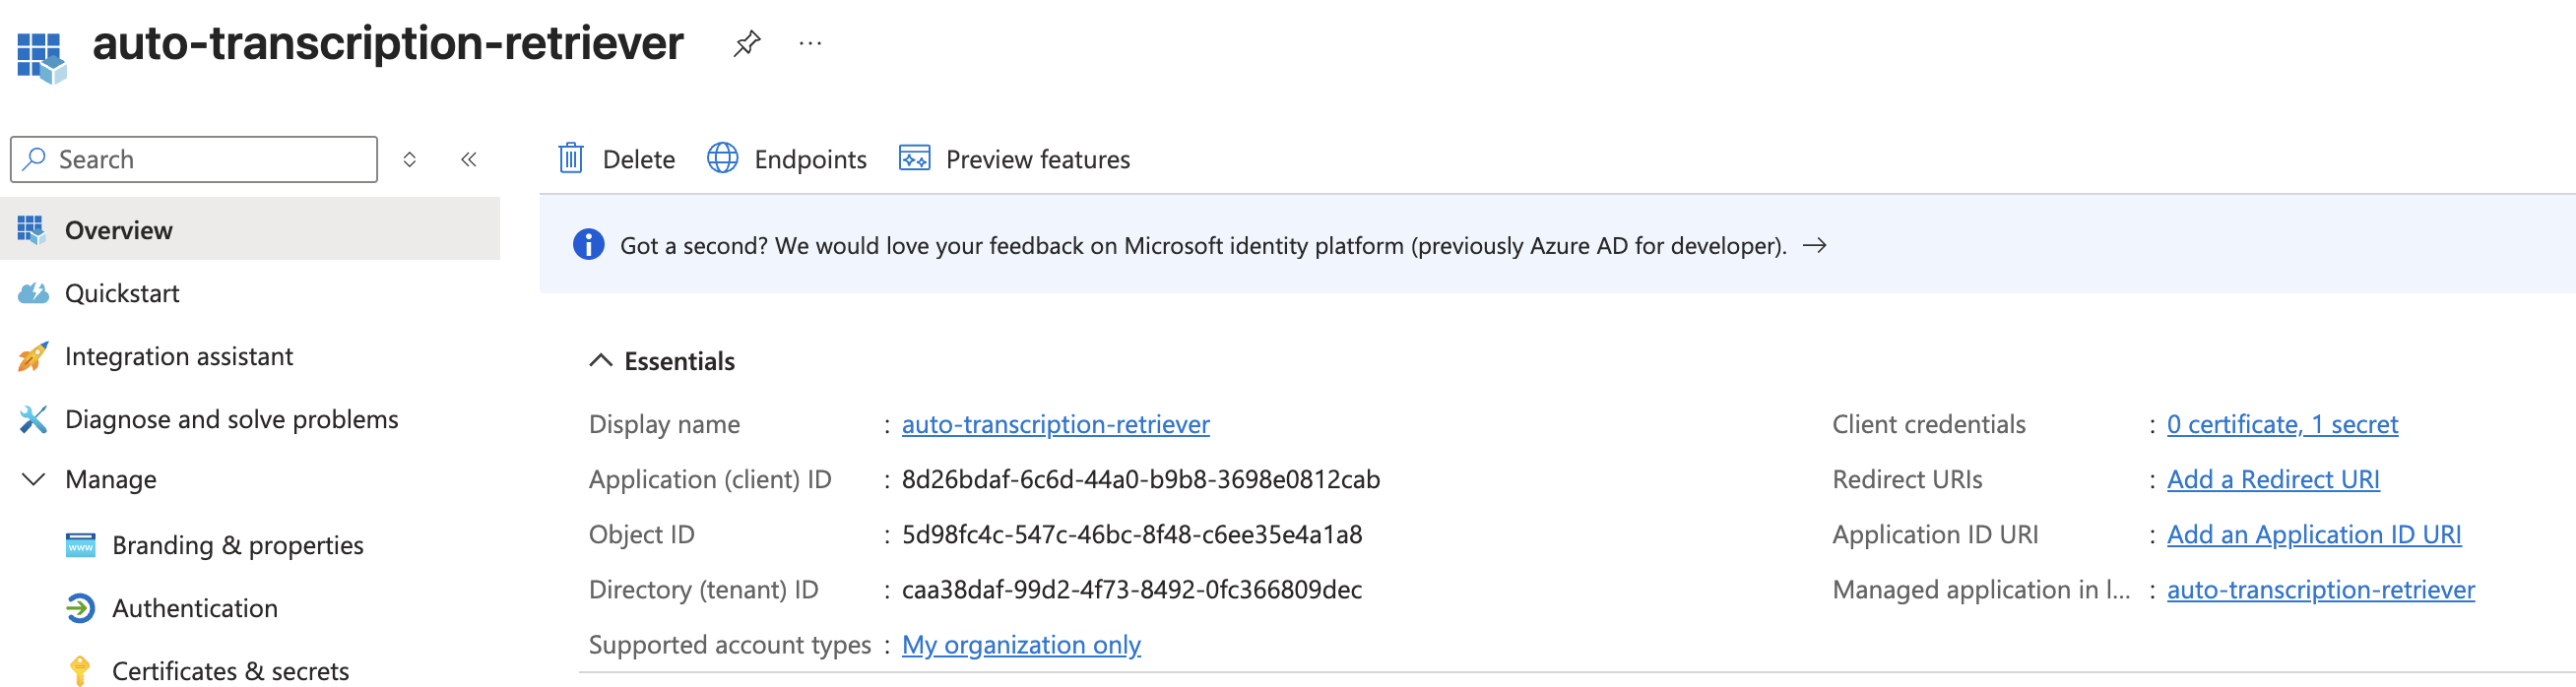 auto-transcription-retriever ...
Search
Overview
Quickstart
Integration assistant
Diagnose and solve problems
Manage
Branding & properties
Authentication
Certificates & secrets
Delete Endpoints Preview features
Got a second? We would love your feedback on Microsoft identity platform (previously Azure AD for developer). →
Essentials
Display name : auto-transcription-retriever
Application (client) ID : 8d26bdaf-6c6d-44a0-b9b8-3698e0812cab
Object ID : 5d98fc4c-547c-46bc-8f48-c6ee35e4a1a8
Directory (tenant) ID : caa38daf-99d2-4f73-8492-0fc366809dec
Supported account types : My organization only
Client credentials : 0 certificate, 1 secret
Redirect URIs : Add a Redirect URI
Application ID URI : Add an Application ID URI
Managed application in l... : auto-transcription-retriever